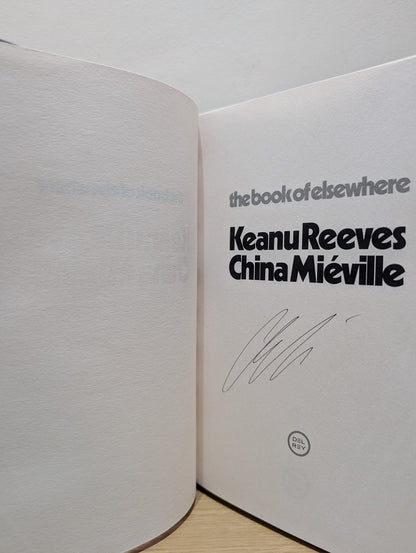 the book of elsewhere
Keanu Reeves
China Miéville
DEL
REY